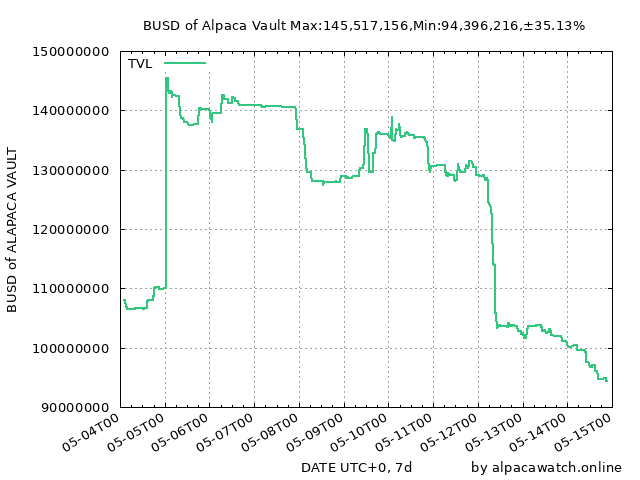 BUSD of Alpaca Vault Max:145,517,156,Min:94,396,216,±35.13%
TVL
150000000
140000000
130000000
120000000
110000000
100000000
90000000
BUSD of ALAPACA VAULT
05-04T00
05-05T00
05-06T00
05-07T00
05-08T00
05-09T00
05-10T00
05-11T00
05-12T00
05-13T00
05-14T00
05-15T00
DATE UTC+0, 7d
by alpacawatch.online